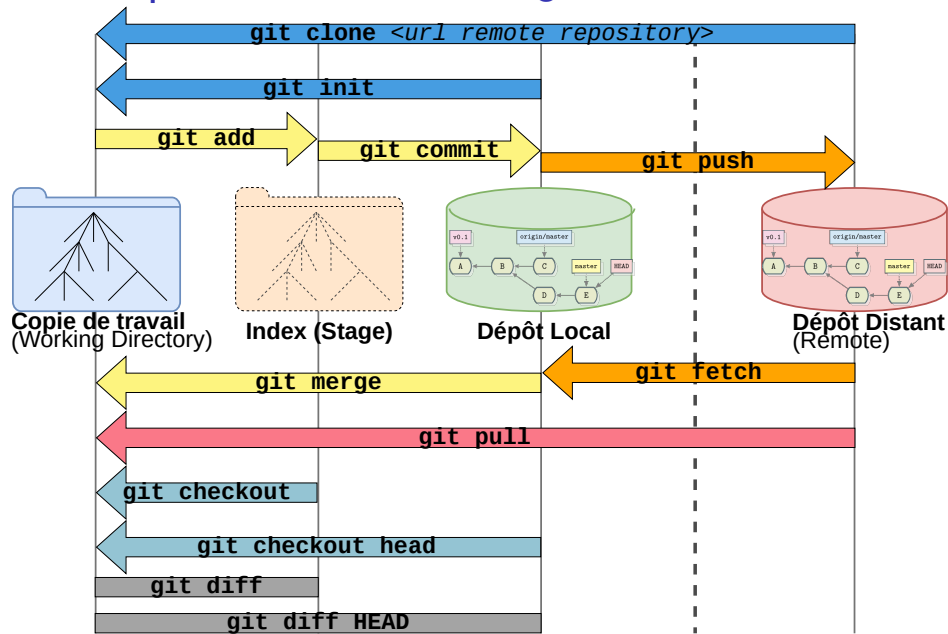 git clone <url remote repository>
git init
git add
git commit
git push
v0.1
origin/master
A
B
C
master
HEAD
D
E
v0.1
origin/master
A
B
C
master
HEAD
D
E
Copie de travail
(Working Directory)
Index (Stage)
Dépôt Local
Dépôt Distant
(Remote)
git fetch
git merge
git pull
git checkout
git checkout head
git diff
git diff HEAD